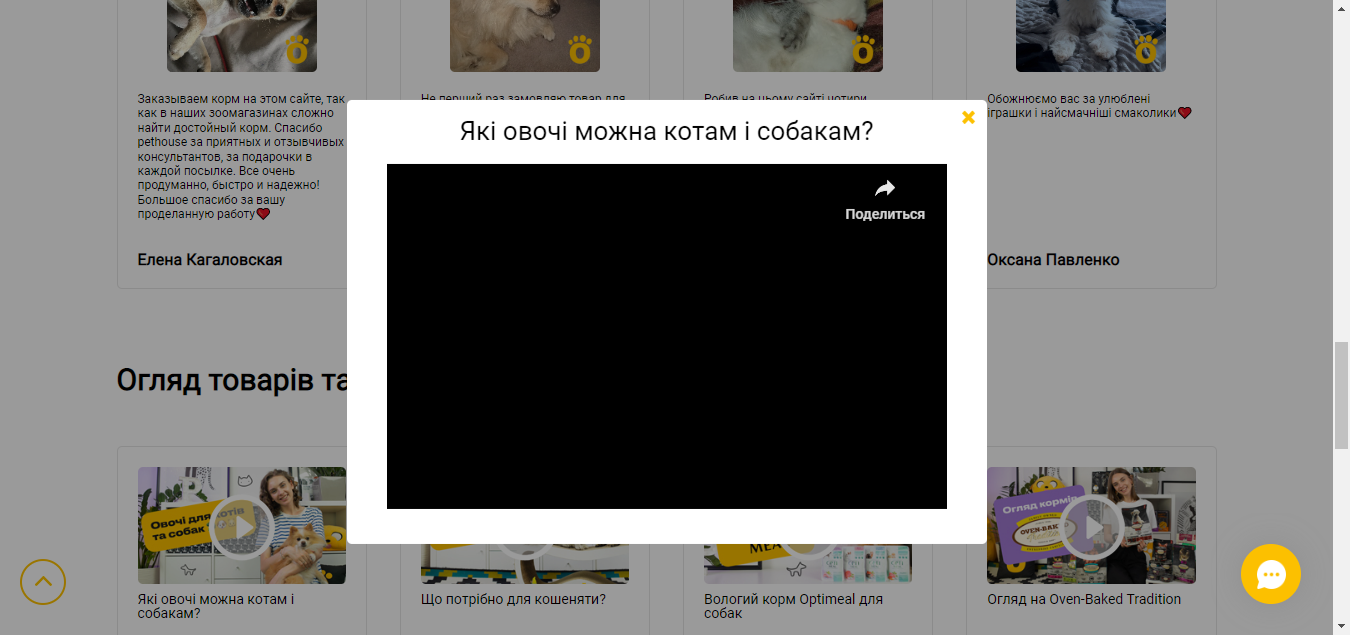 Заказываем корм на этом сайте, так
как в наших зоомагазинах сложно
найти достойный корм. Спасибо
pethouse за приятных и отзывчивых
консультантов, за подарочки в
каждой посылке. Все очень
продуманно, быстро и надежно!
Большое спасибо за вашу
проделанную работу❤️
Елена Кагаловская
Не перший раз замовляю товар для
Робив на цьому сайті чотири
Обожнюємо вас за улюблені
іграшки і найсмачніші смаколики❤️
Оксана Павленко
Які овочі можна котам і собакам?
Поделиться
Огляд товарів та
Овочі для котів
та собак
Які овочі можна котам і
собакам?
Що потрібно для кошеняти?
Вологий корм Optimeal для
собак
Огляд кормів
OVEN-BAKED
Огляд на Oven-Baked Tradition